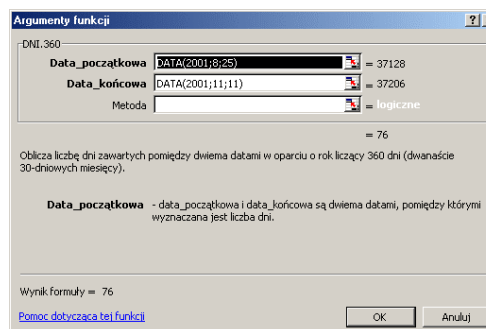 Argumenty funkcji
DNI.360
Data_początkowa DATA(2001;8;25) = 37128
Data_końcowa DATA(2001;11;11) = 37206
Metoda = logiczne
= 76
Oblicza liczbę dni zawartych pomiędzy dwiema datami w oparciu o rok liczący 360 dni (dwanaście
30-dniowych miesięcy).
Data_początkowa - data_początkowa i data_końcowa są dwiema datami, pomiędzy którymi
wyznaczana jest liczba dni.
Wynik formuły = 76
Pomoc dotycząca tej funkcji OK Anuluj